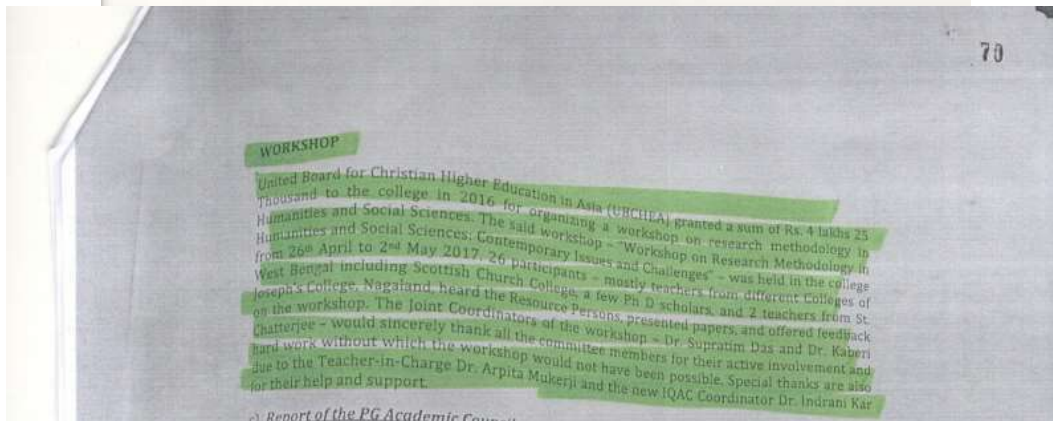 70
WORKSHOP
United Board for Christian Higher Education in Asia (UBCHEA) granted a sum of Rs. 4 lakhs 25
Thousand to the college in 2016 for organizing a workshop on research methodology in
Humanities and Social Sciences. The said workshop – "Workshop on Research Methodology in
Humanities and Social Sciences: Contemporary Issues and Challenges" – was held in the college
from 26th April to 2nd May 2017. 26 participants – mostly teachers from different Colleges of
West Bengal including Scottish Church College, a few Ph D scholars, and 2 teachers from St.
Joseph's College, Nagaland, heard the Resource Persons, presented papers, and offered feedback
on the workshop. The Joint Coordinators of the workshop – Dr. Supratim Das and Dr. Kaberi
Chatterjee – would sincerely thank all the committee members for their active involvement and
hard work without which the workshop would not have been possible. Special thanks are also
due to the Teacher-in-Charge Dr. Arpita Mukerji and the new IQAC Coordinator Dr. Indrani Kar
for their help and support.
c) Report of the PG Academic Council